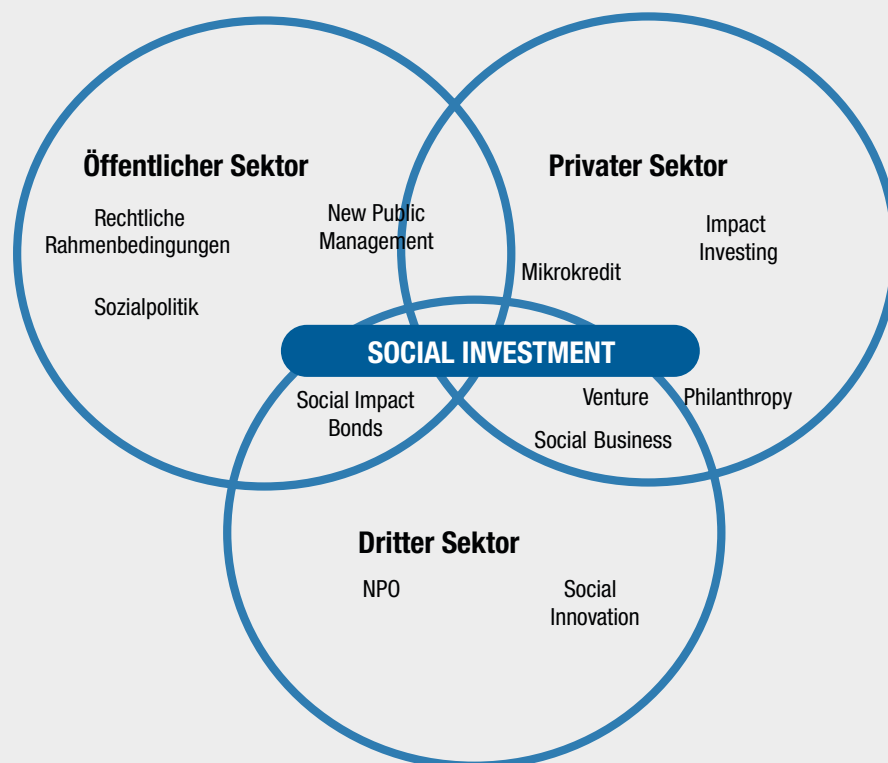 Öffentlicher Sektor
Privater Sektor
Rechtliche
Rahmenbedingungen
New Public
Management
Impact
Investing
Mikrokredit
Sozialpolitik
SOCIAL INVESTMENT
Social Impact
Bonds
Venture Philanthropy
Social Business
Dritter Sektor
NPO
Social
Innovation